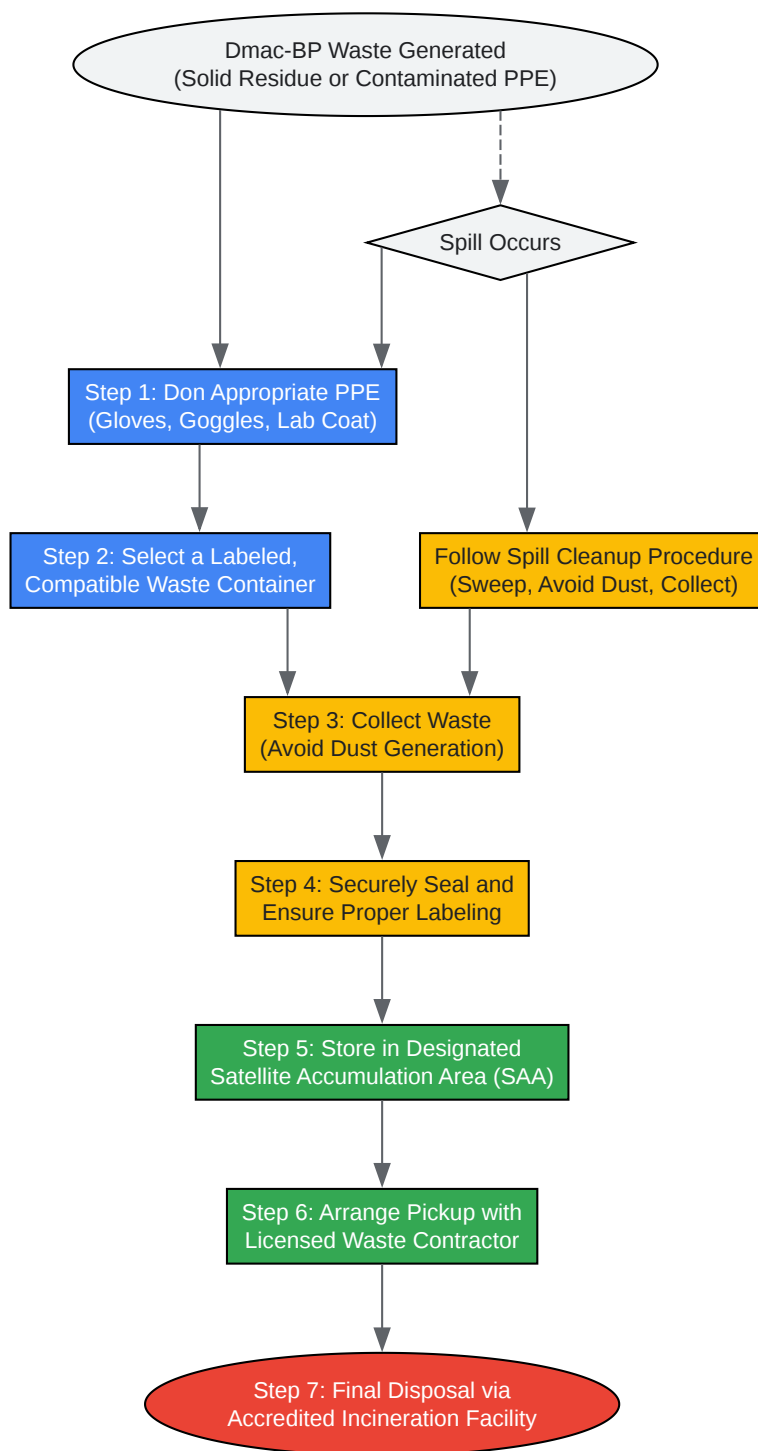 Dmac-BP Waste Generated
(Solid Residue or Contaminated PPE)
Spill Occurs
Step 1: Don Appropriate PPE
(Gloves, Goggles, Lab Coat)
Step 2: Select a Labeled,
Compatible Waste Container
Follow Spill Cleanup Procedure
(Sweep, Avoid Dust, Collect)
Step 3: Collect Waste
(Avoid Dust Generation)
Step 4: Securely Seal and
Ensure Proper Labeling
Step 5: Store in Designated
Satellite Accumulation Area (SAA)
Step 6: Arrange Pickup with
Licensed Waste Contractor
Step 7: Final Disposal via
Accredited Incineration Facility